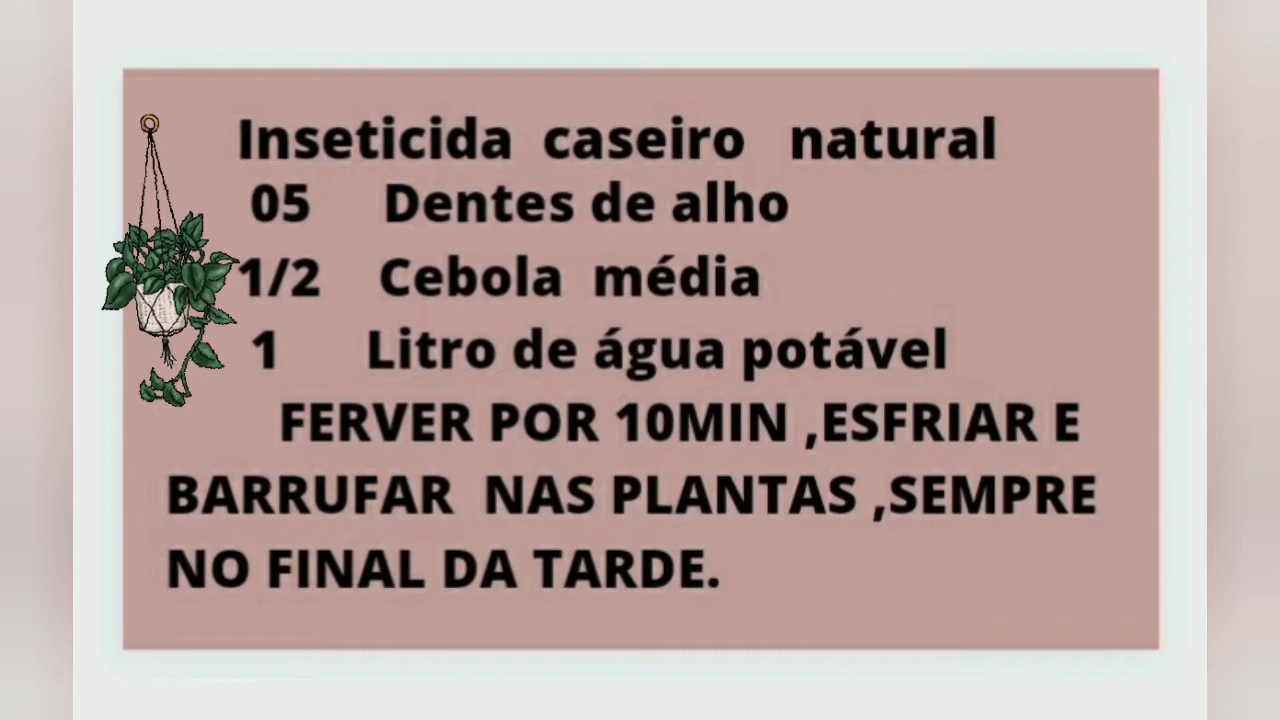 Inseticida caseiro natural
05 Dentes de alho
1/2 Cebola média
1 Litro de água potável
FERVER POR 10MIN ,ESFRIAR E
BARRUFAR NAS PLANTAS ,SEMPRE
NO FINAL DA TARDE.